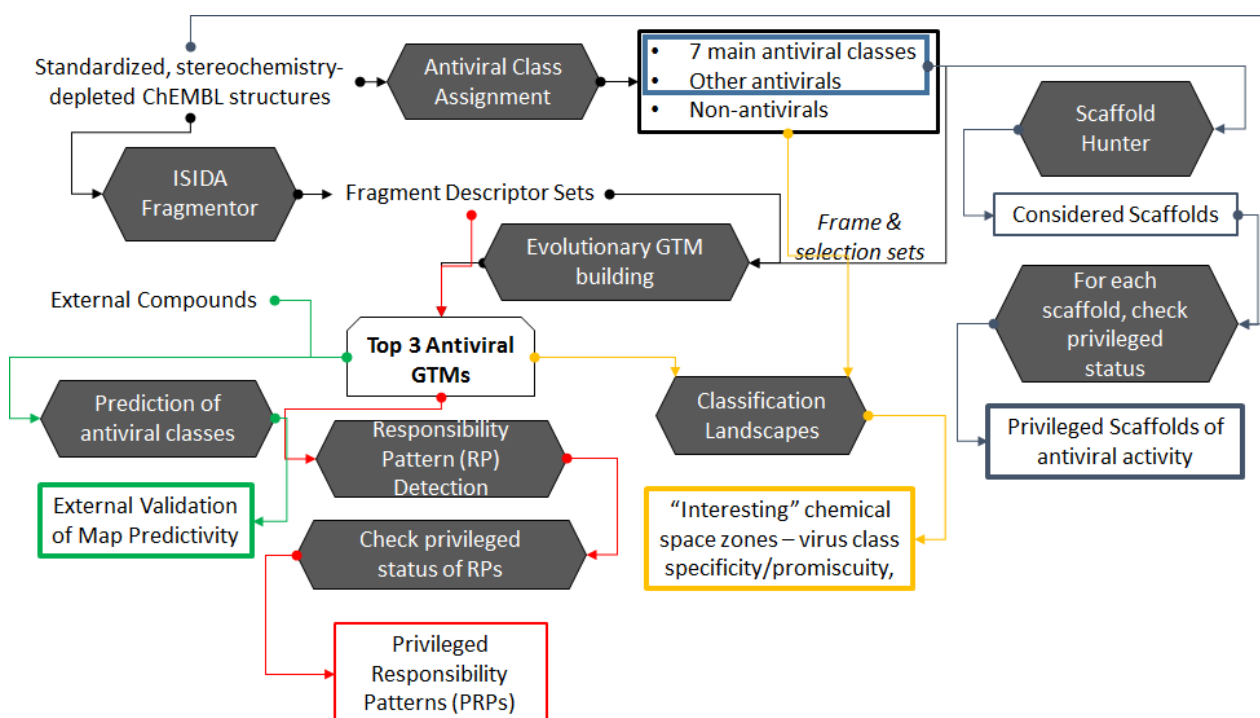 Standardized, stereochemistry-
depleted ChEMBL structures
Antiviral Class
Assignment
• 7 main antiviral classes
• Other antivirals
• Non-antivirals
Scaffold
Hunter
ISIDA
Fragmentor
Fragment Descriptor Sets
Considered Scaffolds
Frame &
selection sets
Evolutionary GTM
building
External Compounds
For each
scaffold, check
privileged
status
Top 3 Antiviral
GTMs
Prediction of
antiviral classes
Classification
Landscapes
Responsibility
Pattern (RP)
Detection
Privileged Scaffolds of
antiviral activity
External Validation
of Map Predictivity
"Interesting" chemical
space zones – virus class
specificity/promiscuity,
Check privileged
status of RPs
Privileged
Responsibility
Patterns (PRPs)